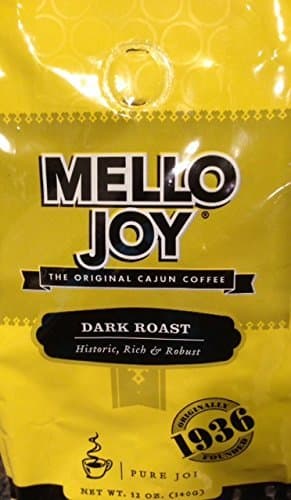 MELLO
JOY®
THE ORIGINAL CAJUN COFFEE
DARK ROAST
Historic, Rich & Robust
ORIGINALLY
1936
FOUNDED
PURE JOY
NET WT. 12 OZ. (340G)